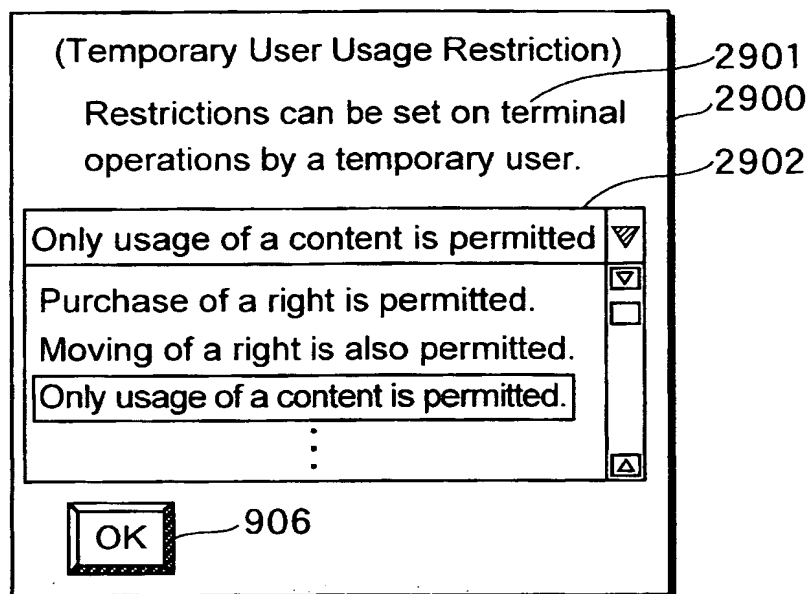 (Temporary User Usage Restriction)
2901
Restrictions can be set on terminal
2900
operations by a temporary user.
2902
Only usage of a content is permitted
Purchase of a right is permitted.
Moving of a right is also permitted.
Only usage of a content is permitted.
OK
906